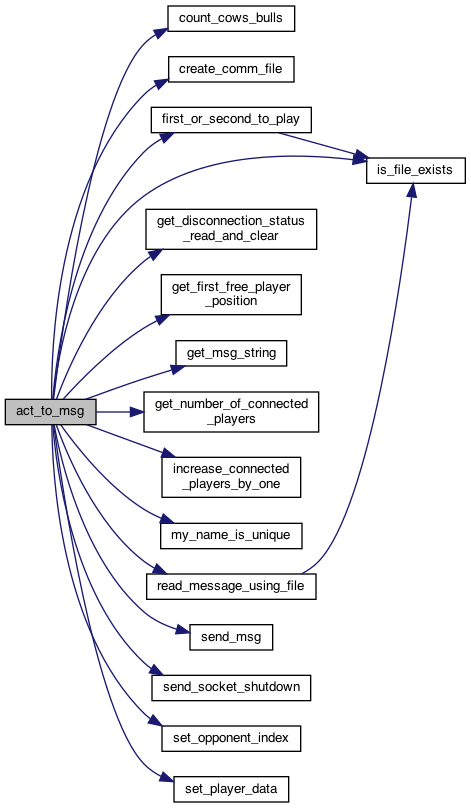 count_cows_bulls
create_comm_file
first_or_second_to_play
is_file_exists
get_disconnection_status
_read_and_clear
get_first_free_player
_position
get_msg_string
act_to_msg
get_number_of_connected
_players
increase_connected
_players_by_one
my_name_is_unique
read_message_using_file
send_msg
send_socket_shutdown
set_opponent_index
set_player_data